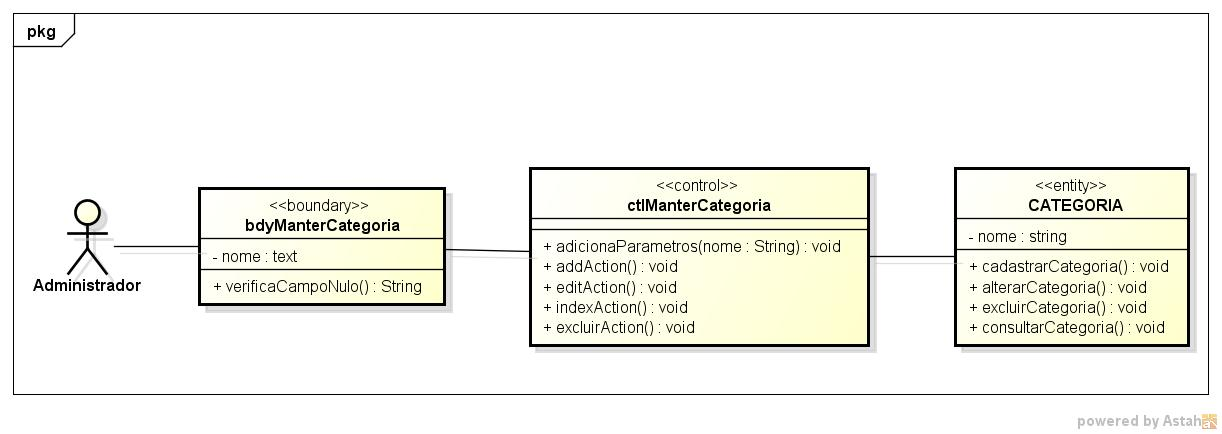 pkg
Administrador
<<boundary>>
bdyManterCategoria
- nome : text
+ verificaCampoNulo() : String
<<control>>
ctlManterCategoria
+ adicionaParametros(nome : String) : void
+ addAction() : void
+ editAction() : void
+ indexAction() : void
+ excluirAction() : void
<<entity>>
CATEGORIA
- nome : string
+ cadastrarCategoria() : void
+ alterarCategoria() : void
+ excluirCategoria() : void
+ consultarCategoria() : void
powered by Astah